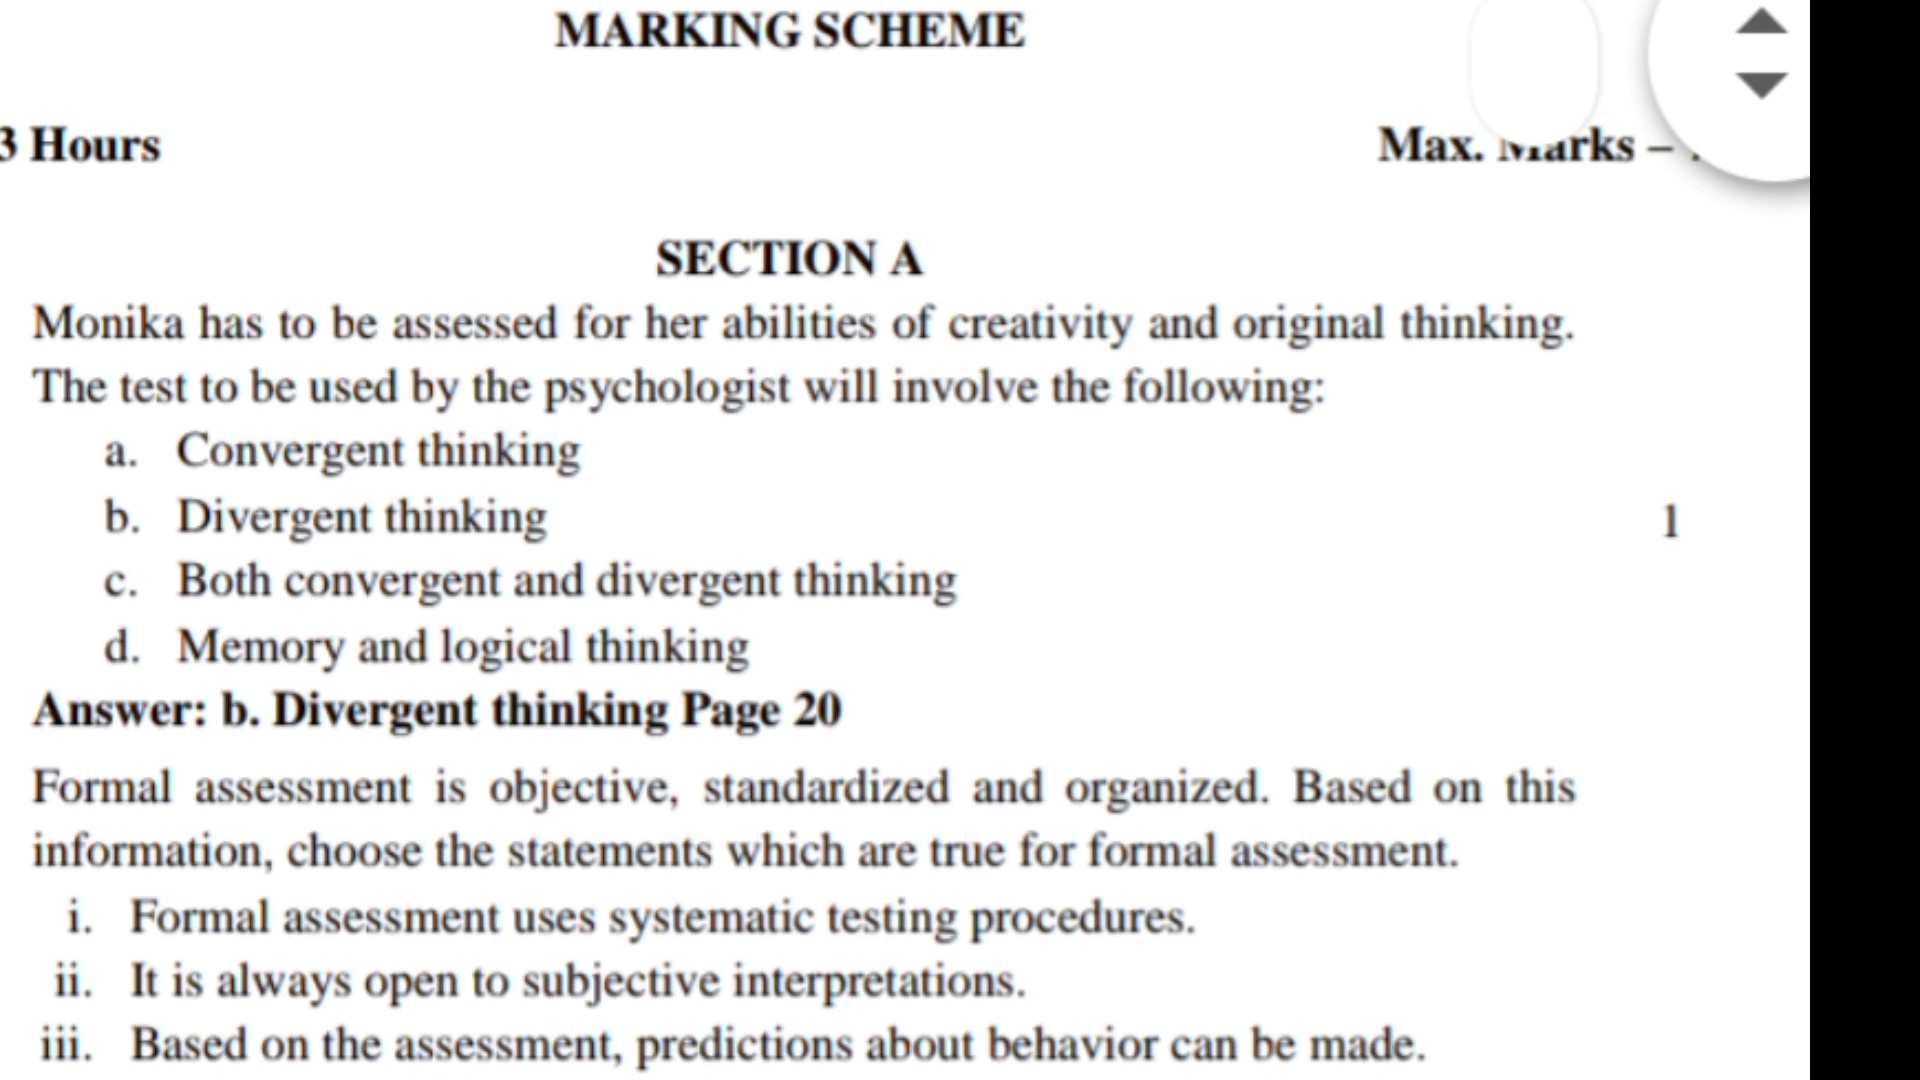 MARKING SCHEME
3 Hours
Max. Marks –
SECTION A
Monika has to be assessed for her abilities of creativity and original thinking.
The test to be used by the psychologist will involve the following:
a. Convergent thinking
b. Divergent thinking
1
c. Both convergent and divergent thinking
d. Memory and logical thinking
Answer: b. Divergent thinking Page 20
Formal assessment is objective, standardized and organized. Based on this
information, choose the statements which are true for formal assessment.
i. Formal assessment uses systematic testing procedures.
ii. It is always open to subjective interpretations.
iii. Based on the assessment, predictions about behavior can be made.